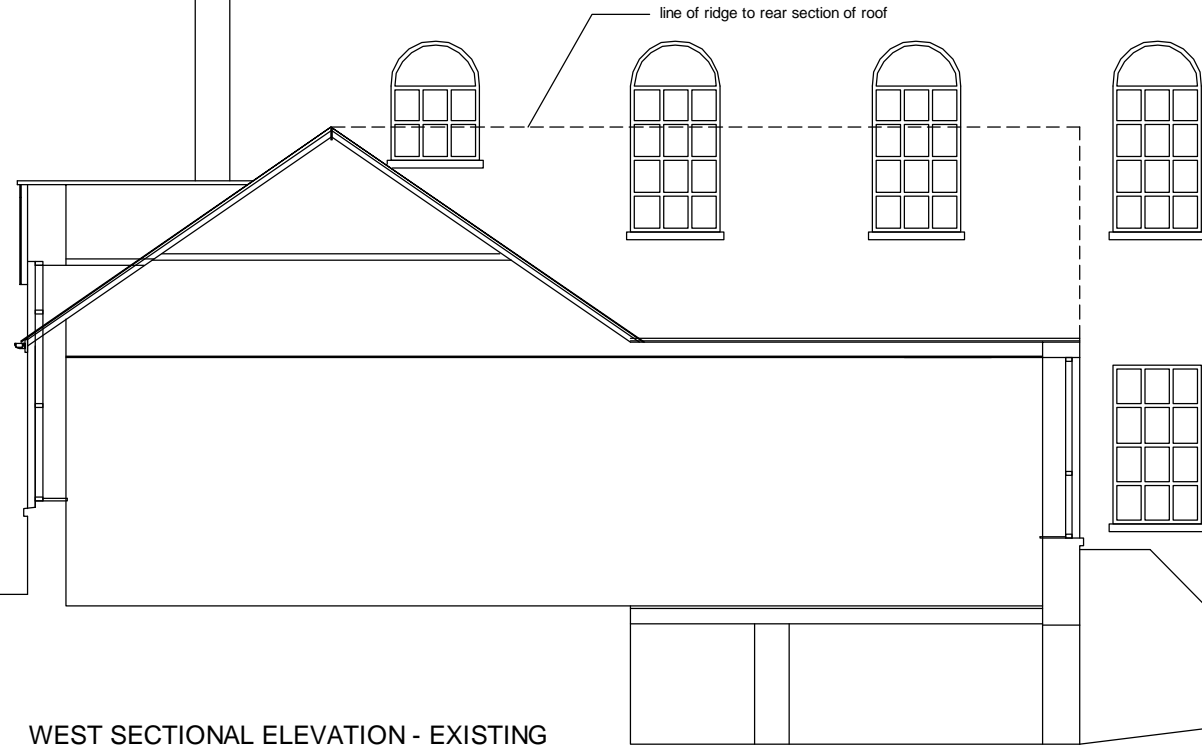 line of ridge to rear section of roof
WEST SECTIONAL ELEVATION - EXISTING